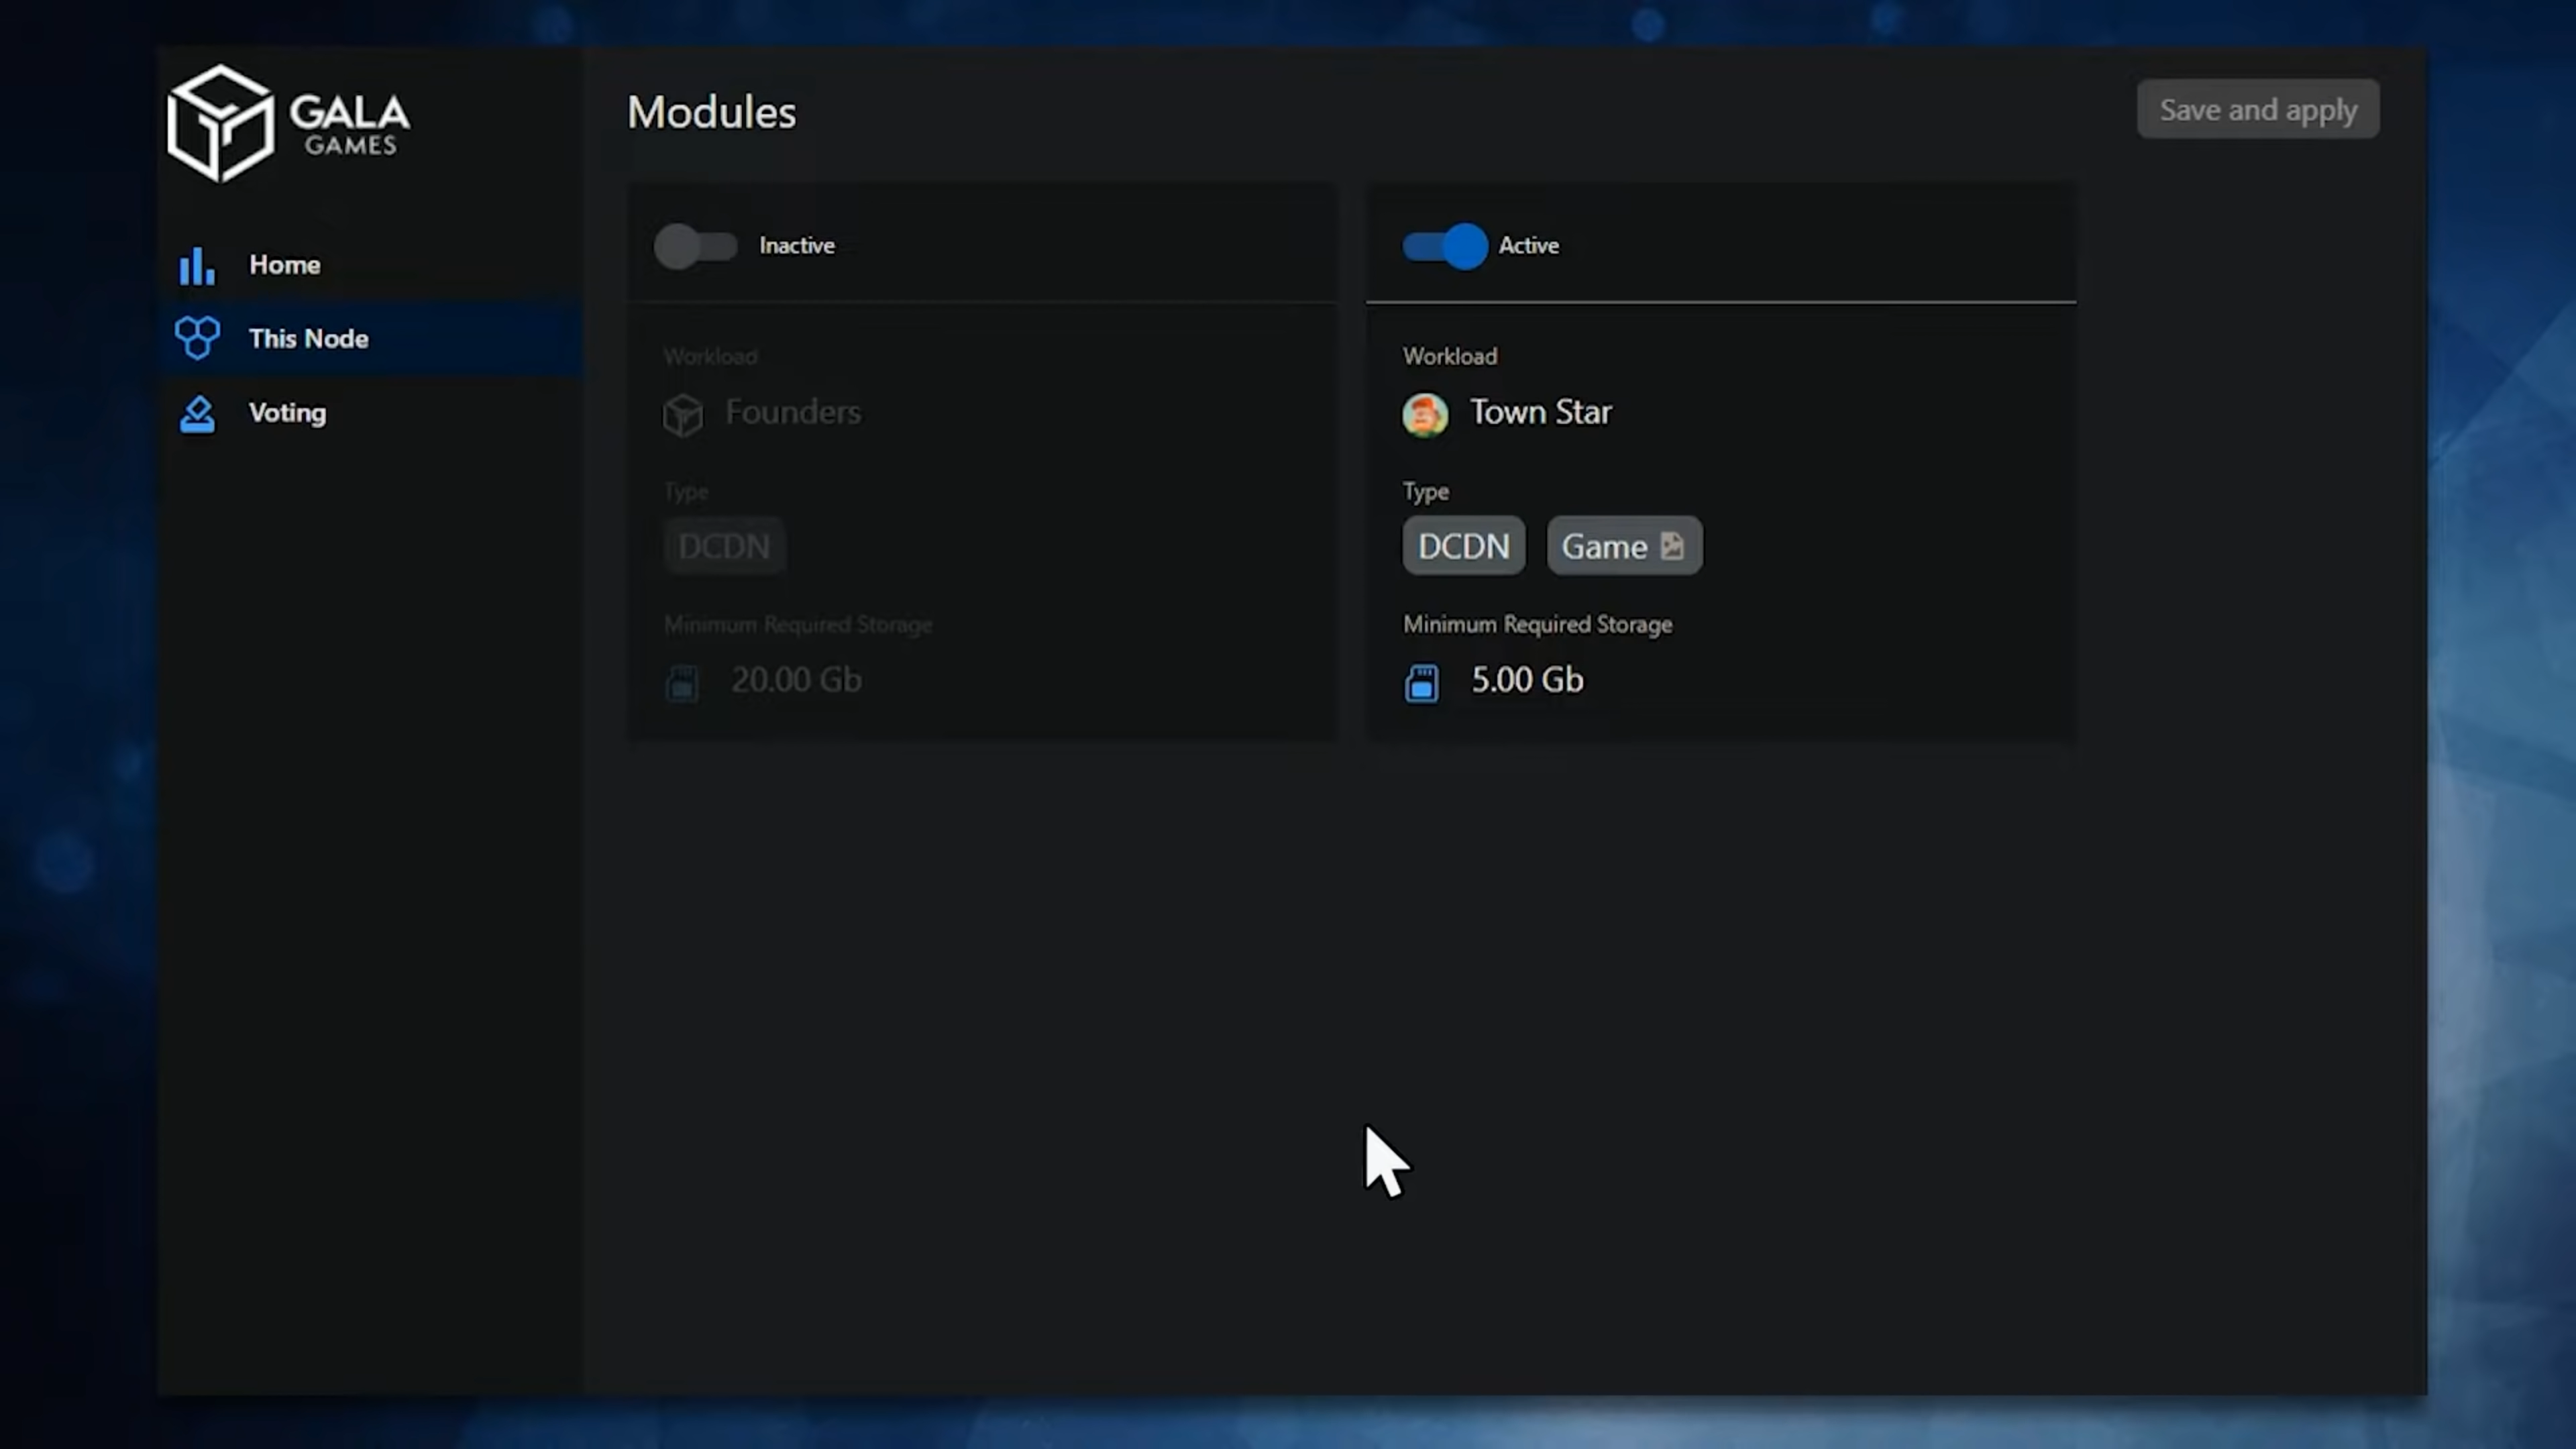 GALA
GAMES
Home
This Node
Voting
Modules
Save and apply
Inactive
Workload
Founders
Type
DCDN
Minimum Required Storage
20.00 Gb
Active
Workload
Town Star
Type
DCDN Game
Minimum Required Storage
5.00 Gb